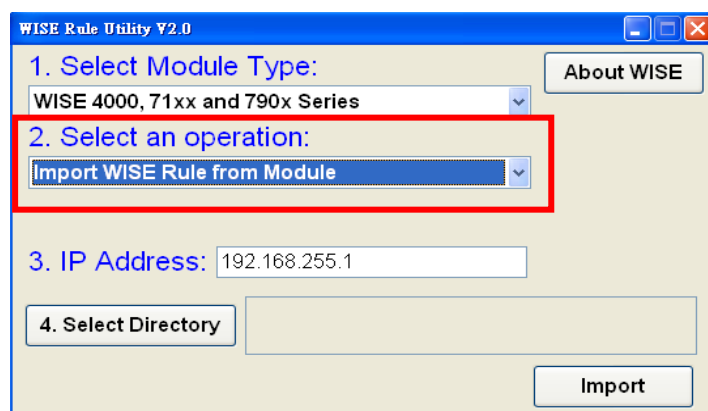 WISE Rule Utility V2.0
1. Select Module Type:
About WISE
WISE 4000, 71xx and 790x Series
2. Select an operation:
Import WISE Rule from Module
3. IP Address: 192.168.255.1
4. Select Directory
Import